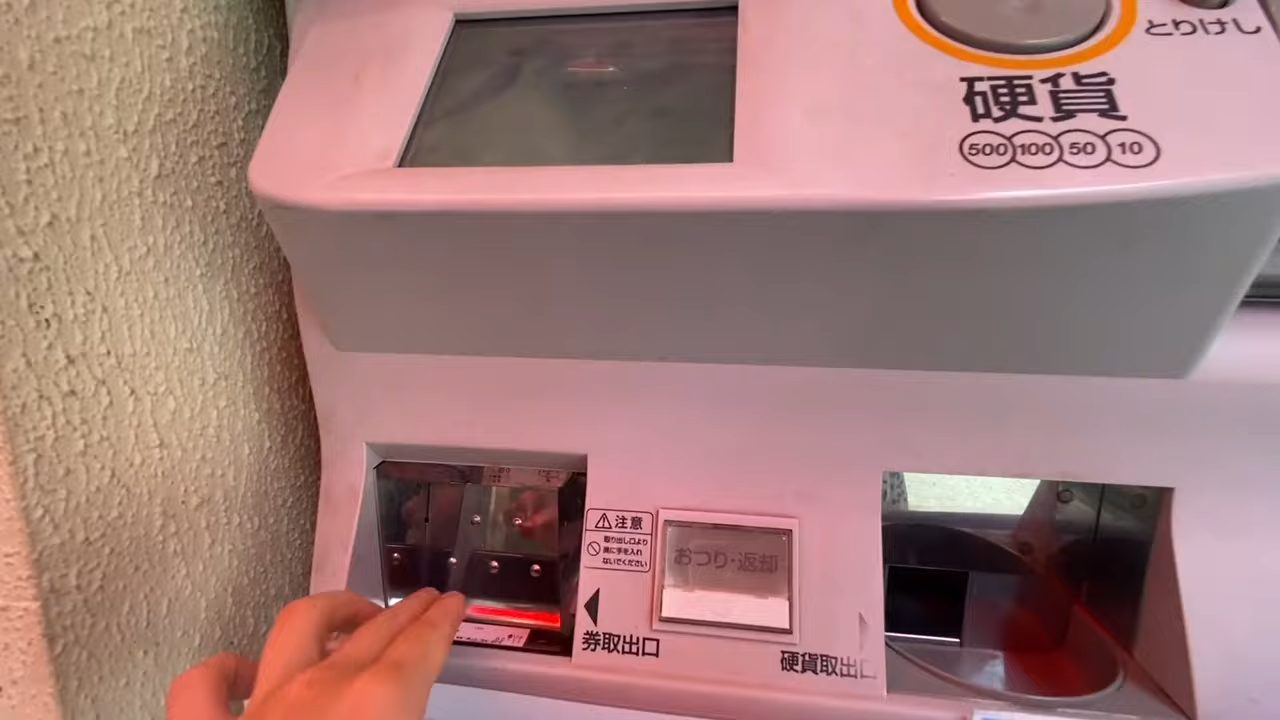 とりけし
硬貨
500 100 50 10
注意
取り出し口より
奥に手を入れ
ないでください
おつり・返却
券取出口
硬貨取出口